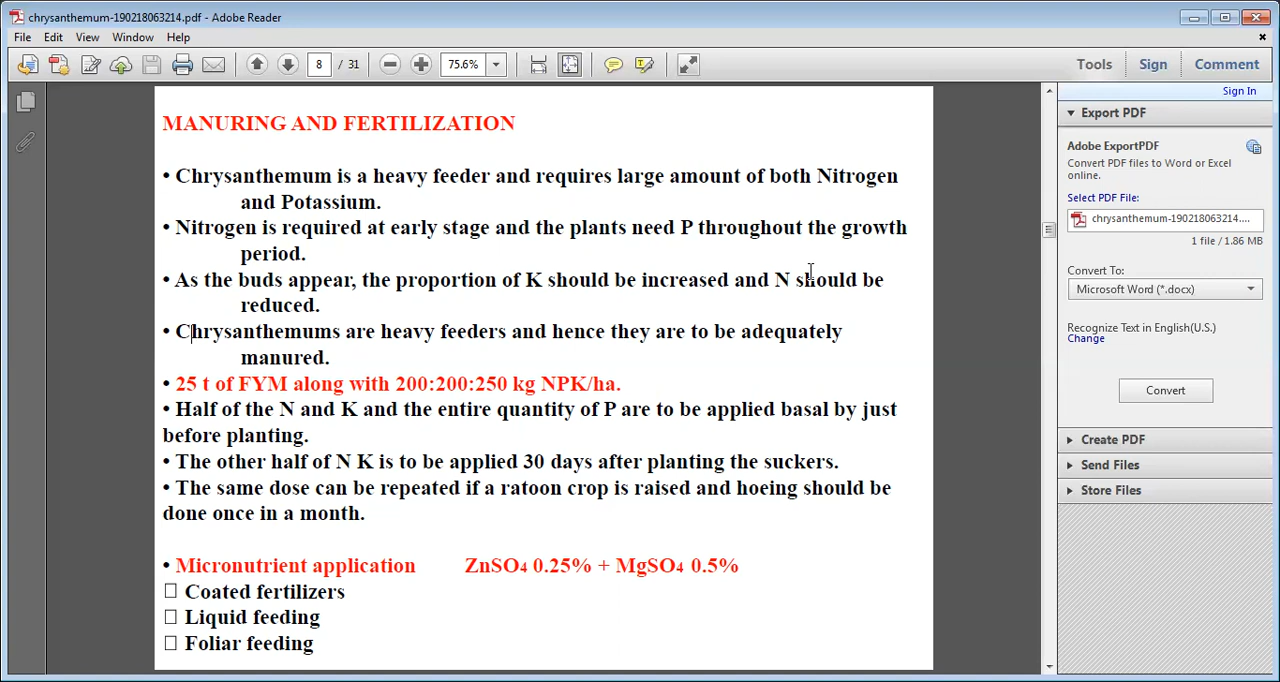 chrysanthemum-190218063214.pdf - Adobe Reader
File Edit View Window Help
8 / 31 75.6% Tools Sign Comment
Sign In
MANURING AND FERTILIZATION
• Chrysanthemum is a heavy feeder and requires large amount of both Nitrogen
and Potassium.
• Nitrogen is required at early stage and the plants need P throughout the growth
period.
• As the buds appear, the proportion of K should be increased and N should be
reduced.
• Chrysanthemums are heavy feeders and hence they are to be adequately
manured.
• 25 t of FYM along with 200:200:250 kg NPK/ha.
• Half of the N and K and the entire quantity of P are to be applied basal by just
before planting.
• The other half of N K is to be applied 30 days after planting the suckers.
• The same dose can be repeated if a ratoon crop is raised and hoeing should be
done once in a month.
• Micronutrient application ZnSO4 0.25% + MgSO4 0.5%
□ Coated fertilizers
□ Liquid feeding
□ Foliar feeding
Export PDF
Adobe ExportPDF
Convert PDF files to Word or Excel
online.
Select PDF File:
chrysanthemum-190218063214....
1 file / 1.86 MB
Convert To:
Microsoft Word (*.docx)
Recognize Text in English(U.S.)
Change
Convert
Create PDF
Send Files
Store Files